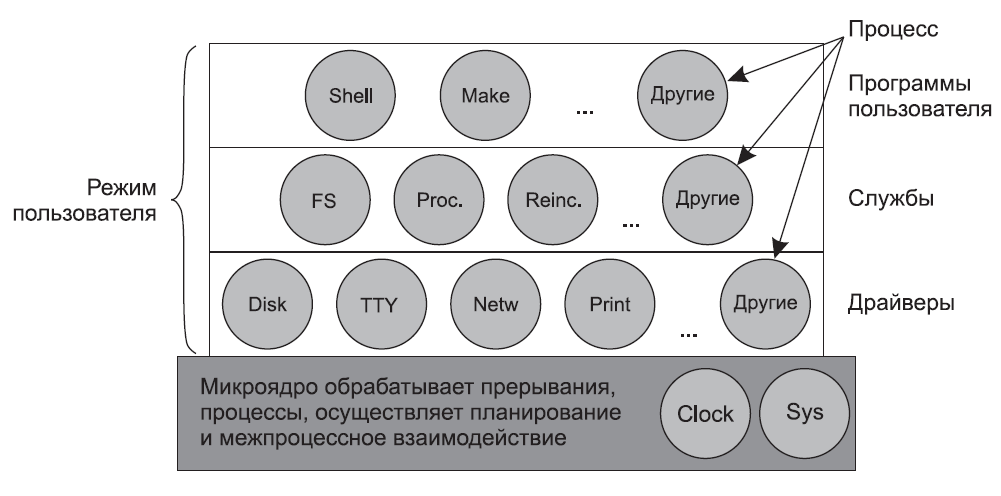 Процесс
Shell
Make
...
Другие
Программы
пользователя
Режим
пользователя
FS
Proc.
Reinc.
...
Другие
Службы
Disk
TTY
Netw
Print
...
Другие
Драйверы
Микроядро обрабатывает прерывания,
процессы, осуществляет планирование
и межпроцессное взаимодействие
Clock
Sys